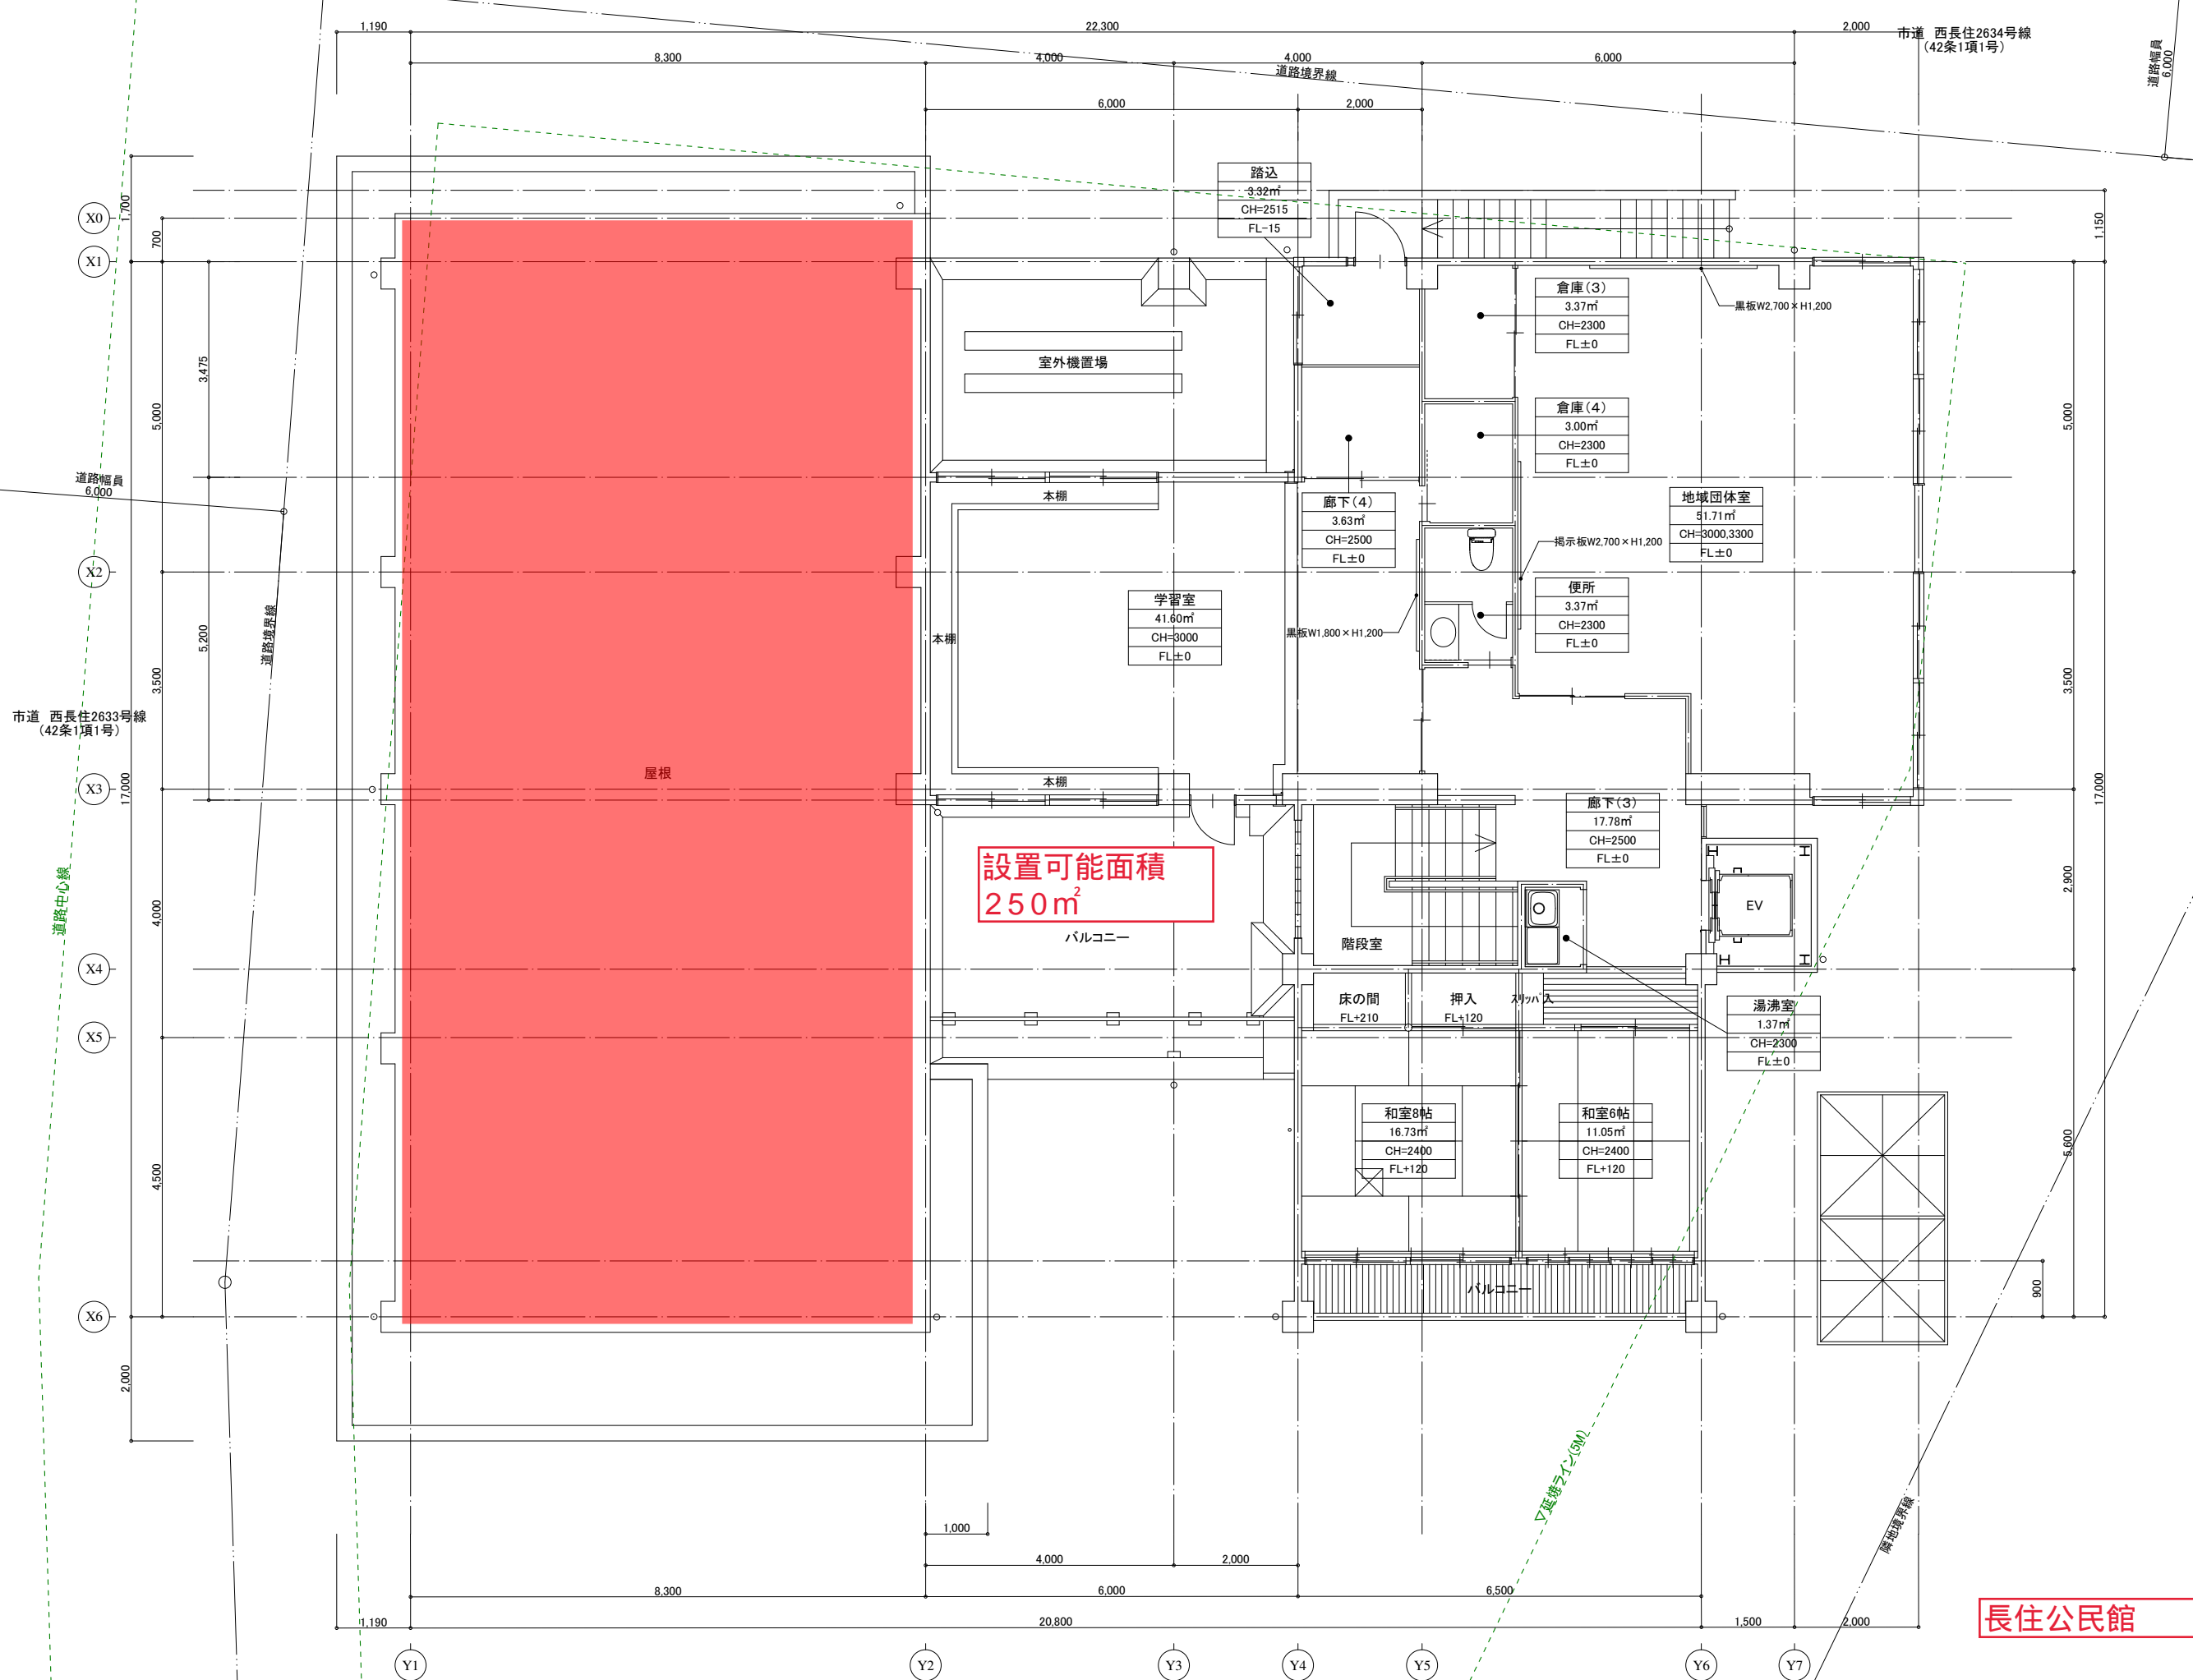 1,190
22,300
2,000
市道 西長住2634号線
(42条1項1号)
道路幅員
6,000
8,300
4,000
4,000
6,000
道路境界線
6,000
2,000
踏込
3.32㎡
CH=2515
FL-15
X0
1,700
700
1,150
X1
倉庫(3)
3.37㎡
CH=2300
FL±0
黒板W2,700×H1,200
室外機置場
3,475
5,000
5,000
倉庫(4)
3.00㎡
CH=2300
FL±0
道路幅員
6,000
本棚
廊下(4)
3.63㎡
CH=2500
FL±0
地域団体室
51.71㎡
CH=3000,3300
FL±0
掲示板W2,700×H1,200
X2
学習室
41.60㎡
CH=3000
FL±0
便所
3.37㎡
CH=2300
FL±0
黒板W1,800×H1,200
本棚
道路境界線
5,200
3,500
3,500
市道 西長住2633号線
(42条1項1号)
屋根
本棚
X3
17,000
17,000
廊下(3)
17.78㎡
CH=2500
FL±0
設置可能面積
250㎡
バルコニー
道路中心線
4,000
2,900
EV
階段室
X4
床の間
FL+210
押入
FL+120
スリッパ入
湯沸室
1.37㎡
CH=2300
FL±0
X5
和室8帖
16.73㎡
CH=2400
FL+120
和室6帖
11.05㎡
CH=2400
FL+120
4,500
5,600
バルコニー
900
X6
2,000
▽延焼ライン(5M)
隣地境界線
1,000
4,000
2,000
8,300
6,000
6,500
1,190
20,800
1,500
2,000
長住公民館
Y1
Y2
Y3
Y4
Y5
Y6
Y7